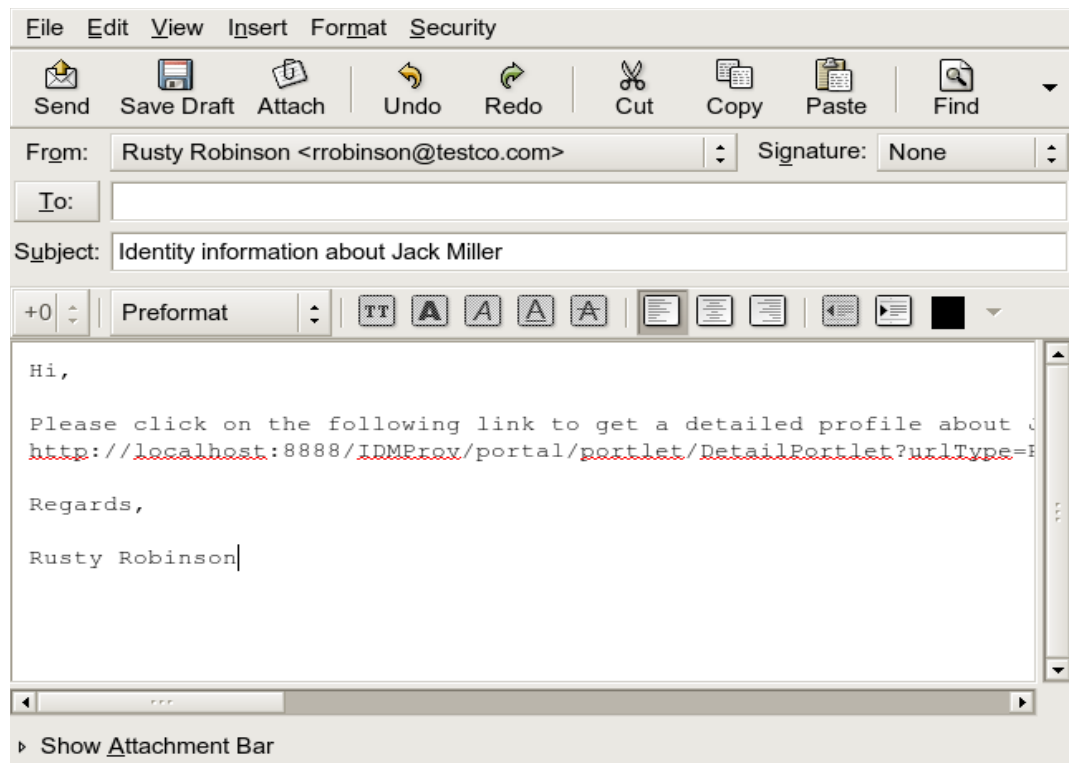 File Edit View Insert Format Security
Send Save Draft Attach Undo Redo Cut Copy Paste Find
From: Rusty Robinson <rrobinson@testco.com> Signature: None
To:
Subject: Identity information about Jack Miller
+0 Preformat TT A A A A
Hi,
Please click on the following link to get a detailed profile about
http://localhost:8888/IDMProv/portal/portlet/DetailPortlet?urlType=
Regards,
Rusty Robinson
Show Attachment Bar